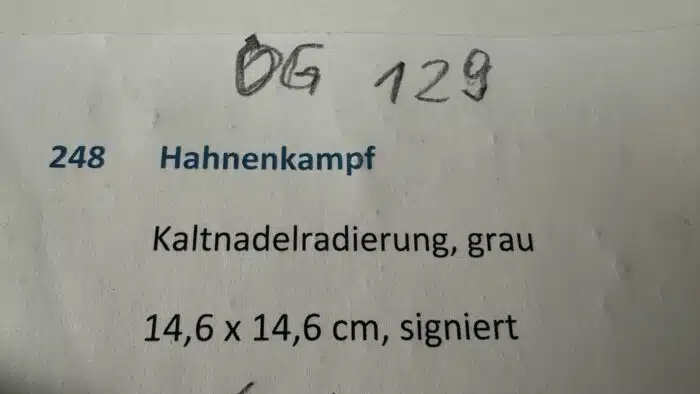 ÖG 129
248 Hahnenkampf
Kaltnadelradierung, grau
14,6 x 14,6 cm, signiert